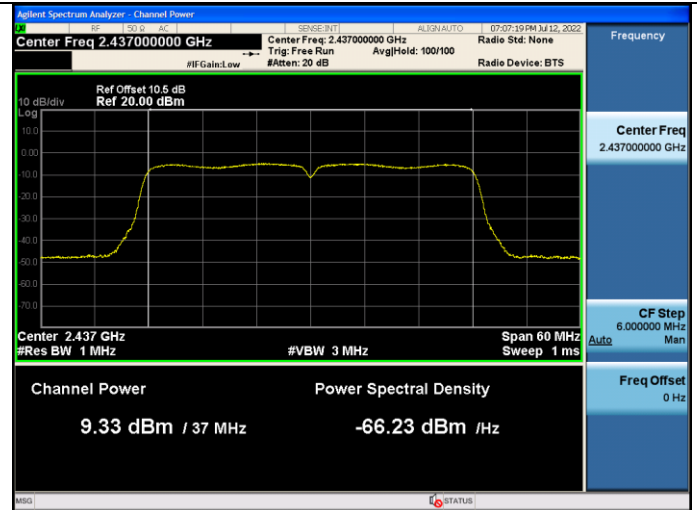 Agilent Spectrum Analyzer - Channel Power
RF 50 Ω AC SENSE:INT ALIGN AUTO 07:07:19 PM Jul 12, 2022
Center Freq 2.437000000 GHz
Center Freq: 2.437000000 GHz
Radio Std: None
Trig: Free Run Avg|Hold: 100/100
#IFGain:Low
#Atten: 20 dB
Radio Device: BTS
Frequency
Ref Offset 10.5 dB
10 dB/div Ref 20.00 dBm
Log
10.0
0.00
-10.0
-20.0
-30.0
-40.0
-50.0
-60.0
-70.0
Center 2.437 GHz
Span 60 MHz
#Res BW 1 MHz
#VBW 3 MHz
Sweep 1 ms
Center Freq
2.437000000 GHz
CF Step
6.000000 MHz
Auto Man
Freq Offset
0 Hz
Channel Power
Power Spectral Density
9.33 dBm / 37 MHz
-66.23 dBm /Hz
MSG
STATUS